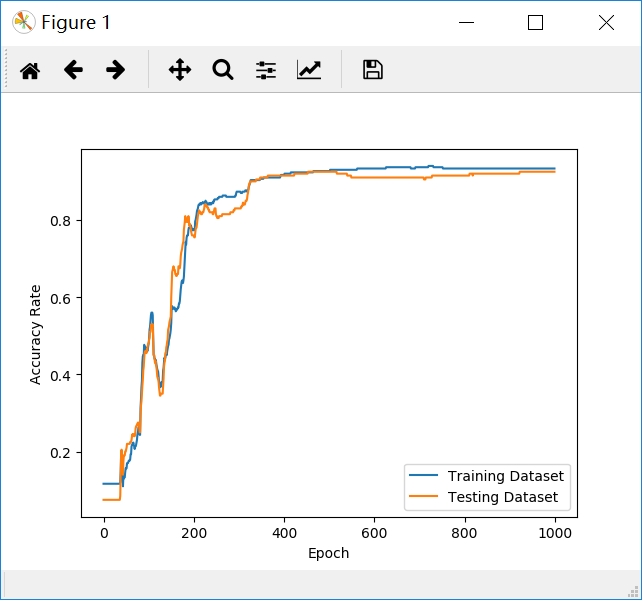 Figure 1
0.8
0.6
0.4
0.2
Accuracy Rate
0 200 400 600 800 1000
Epoch
Training Dataset
Testing Dataset